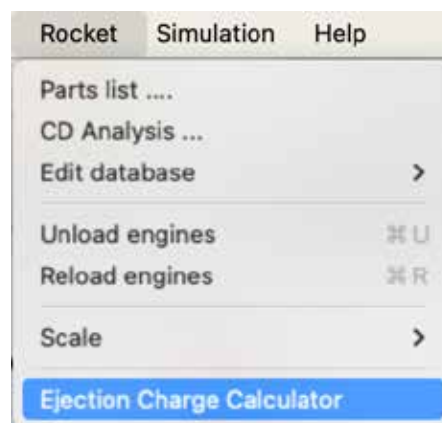 Rocket Simulation Help
Parts list ....
CD Analysis ...
Edit database >
Unload engines ⌘ U
Reload engines ⌘ R
Scale >
Ejection Charge Calculator